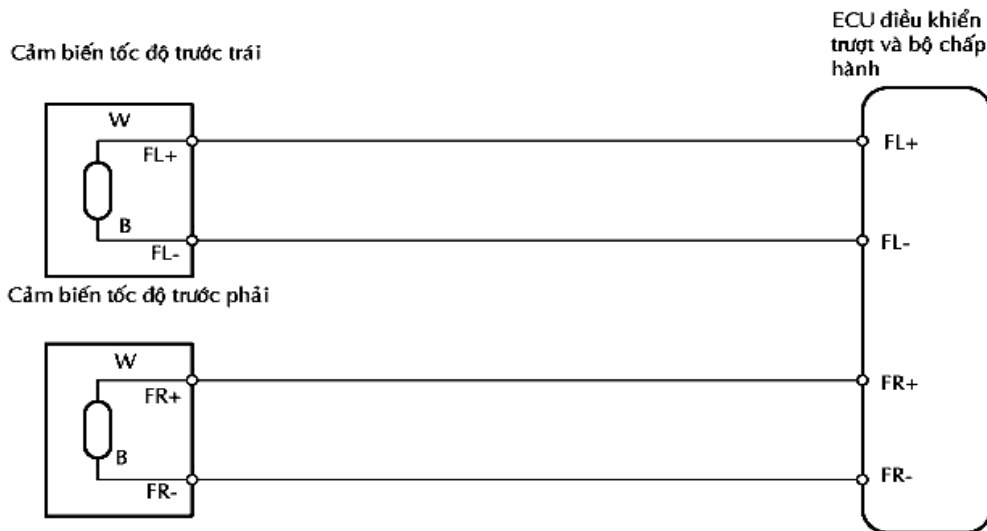 ECU điều khiển
trượt và bộ chấp
hành
Cảm biến tốc độ trước trái
W
FL+
B
FL-
FL+
FL-
Cảm biến tốc độ trước phải
W
FR+
B
FR-
FR+
FR-